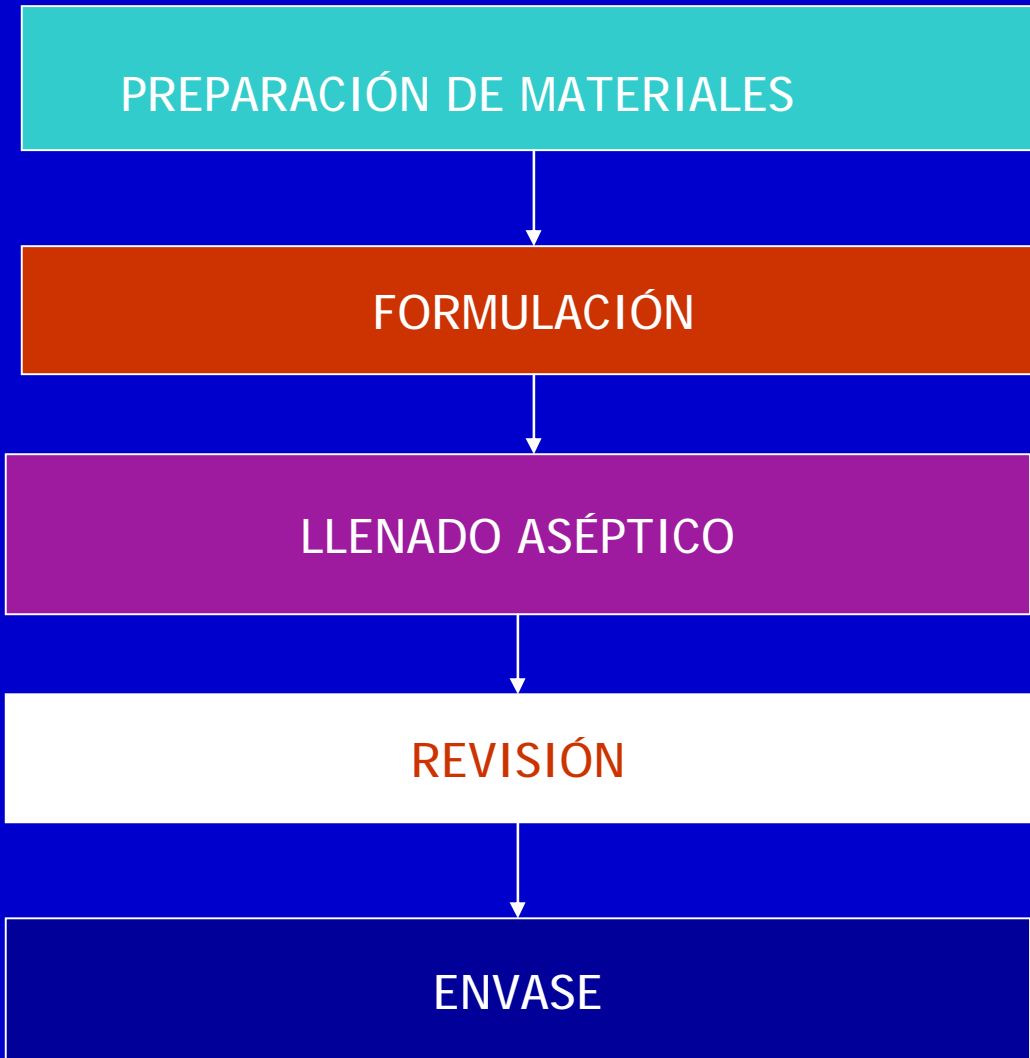 PREPARACIÓN DE MATERIALES
FORMULACIÓN
LLENADO ASÉPTICO
REVISIÓN
ENVASE